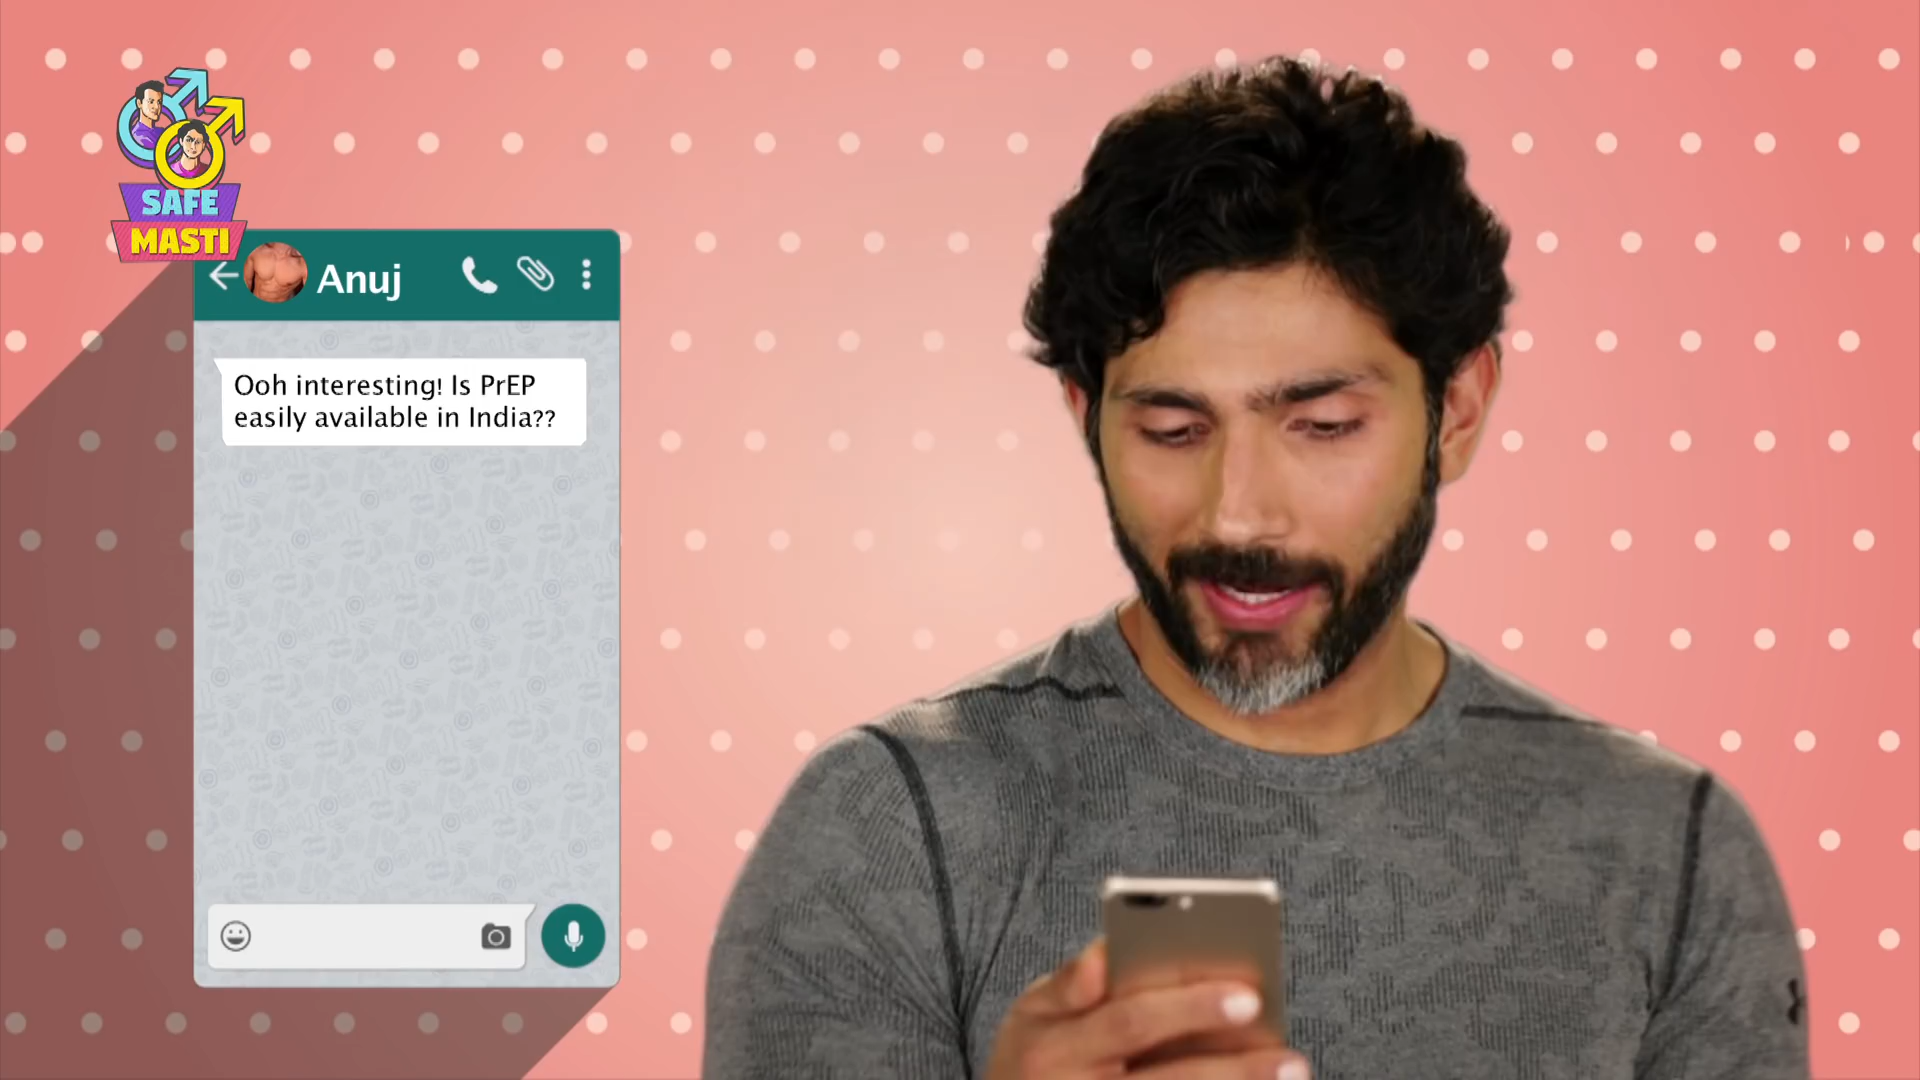 SAFE
MASTI
Anuj
Ooh interesting! Is PrEP
easily available in India??